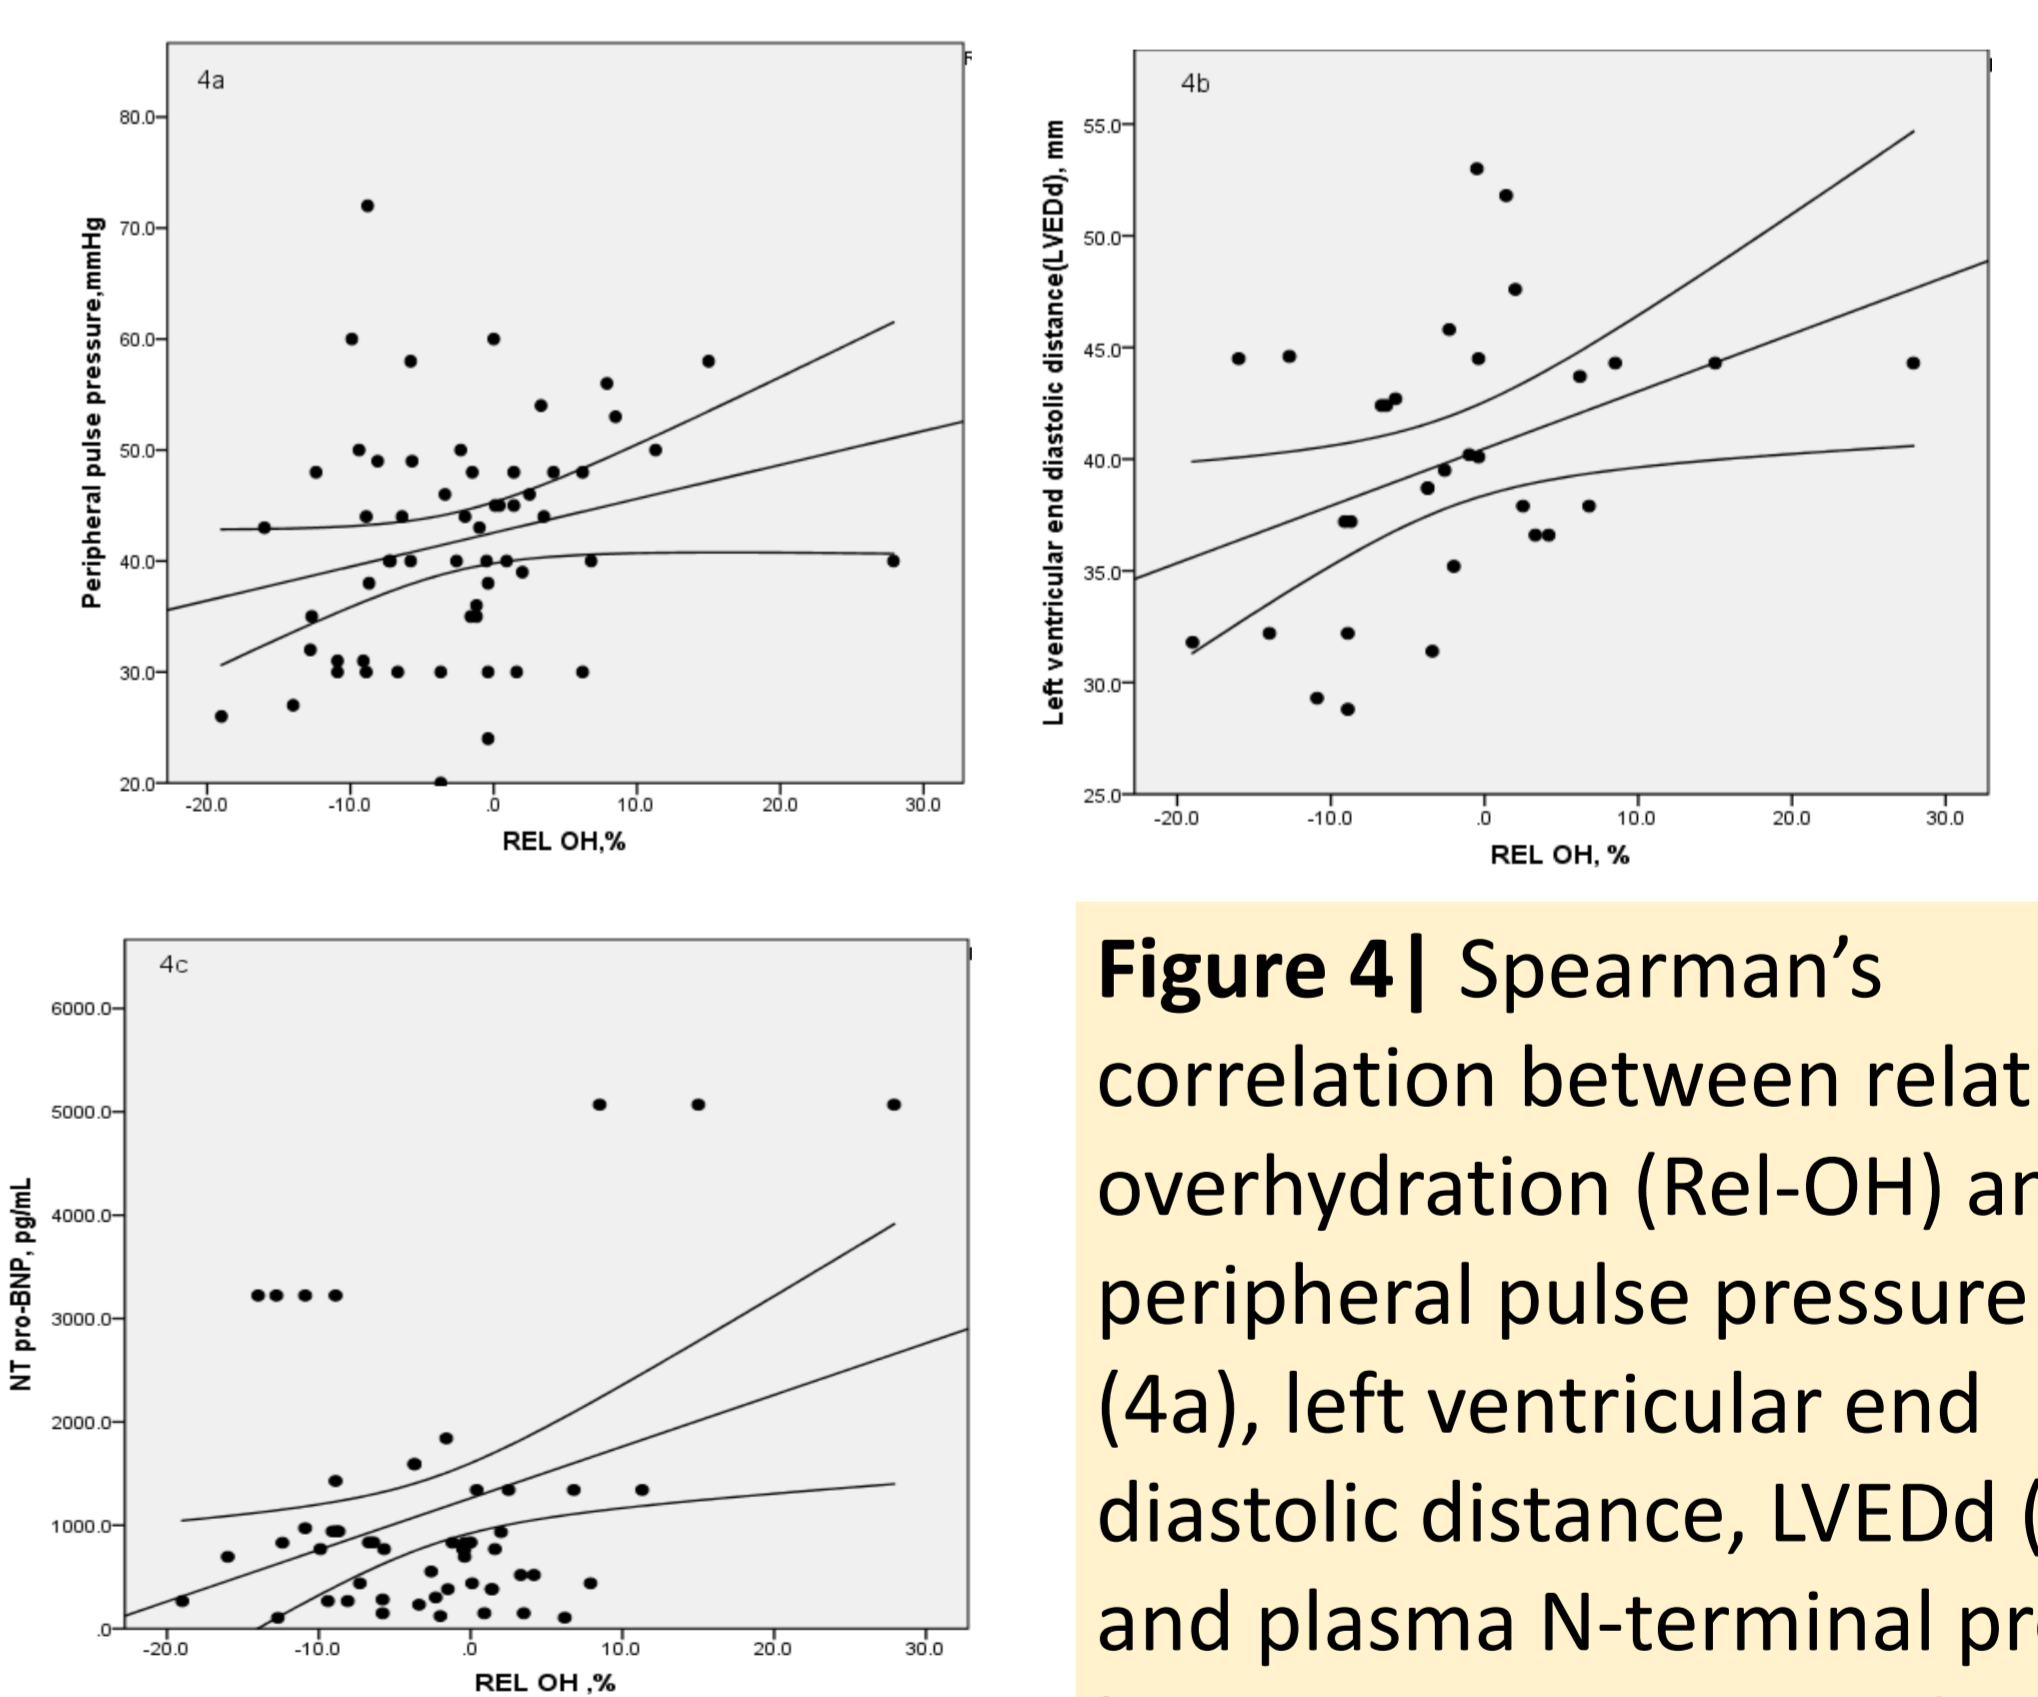 4a
Peripheral pulse pressure,mmHg
80.0
70.0
60.0
50.0
40.0
30.0
20.0
-20.0 -10.0 .0 10.0 20.0 30.0
REL OH,%
4b
Left ventricular end diastolic distance(LVEDd), mm
55.0
50.0
45.0
40.0
35.0
30.0
25.0
-20.0 -10.0 .0 10.0 20.0 30.0
REL OH, %
4c
NT pro-BNP, pg/mL
6000.0
5000.0
4000.0
3000.0
2000.0
1000.0
.0
-20.0 -10.0 .0 10.0 20.0 30.0
REL OH ,%
Figure 4| Spearman’s
correlation between relat
overhydration (Rel-OH) an
peripheral pulse pressure
(4a), left ventricular end
diastolic distance, LVEDd (
and plasma N-terminal pr